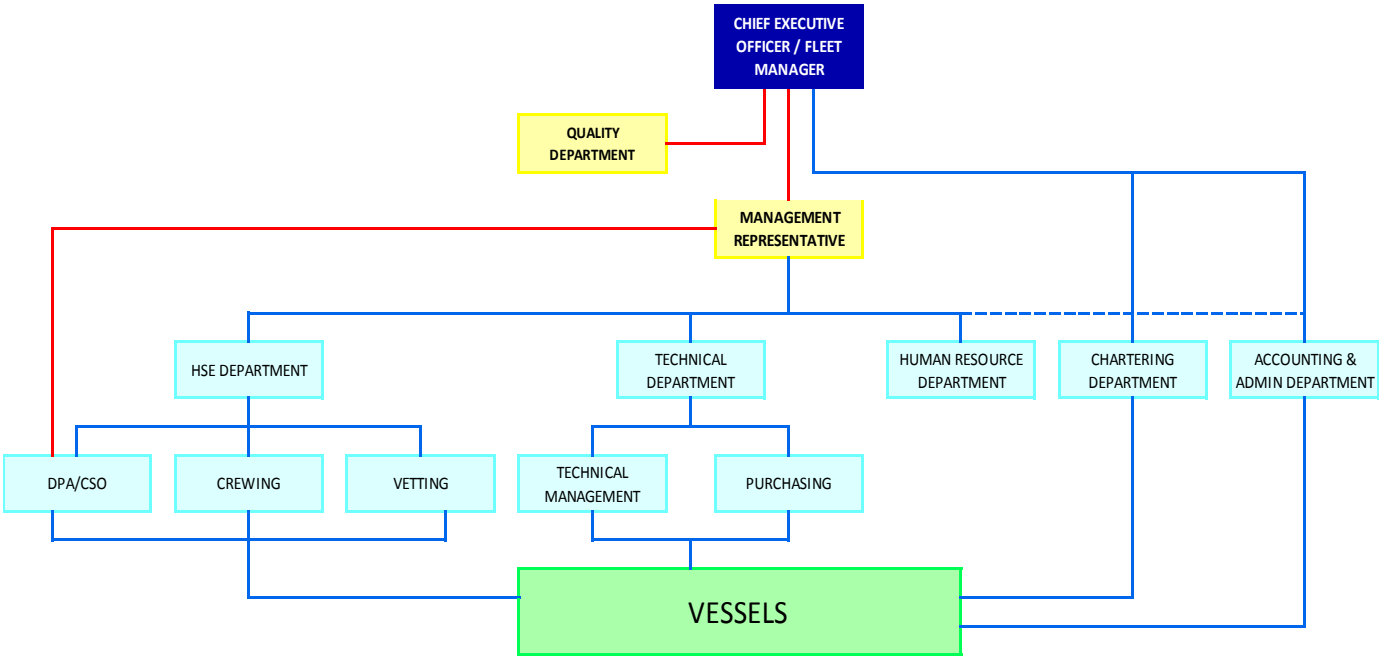 CHIEF EXECUTIVE
OFFICER / FLEET
MANAGER
QUALITY
DEPARTMENT
MANAGEMENT
REPRESENTATIVE
HSE DEPARTMENT
TECHNICAL
DEPARTMENT
HUMAN RESOURCE
DEPARTMENT
CHARTERING
DEPARTMENT
ACCOUNTING &
ADMIN DEPARTMENT
DPA/CSO
CREWING
VETTING
TECHNICAL
MANAGEMENT
PURCHASING
VESSELS